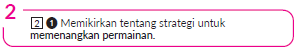 2
2 ❶ Memikirkan tentang strategi untuk
memenangkan permainan.